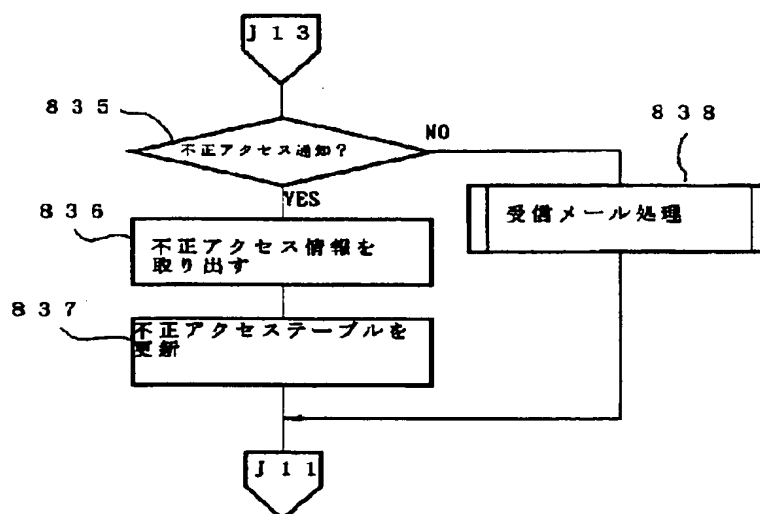 J13
835
不正アクセス通知?
NO
838
YES
836
不正アクセス情報を
取り出す
受信メール処理
837
不正アクセステーブルを
更新
J11